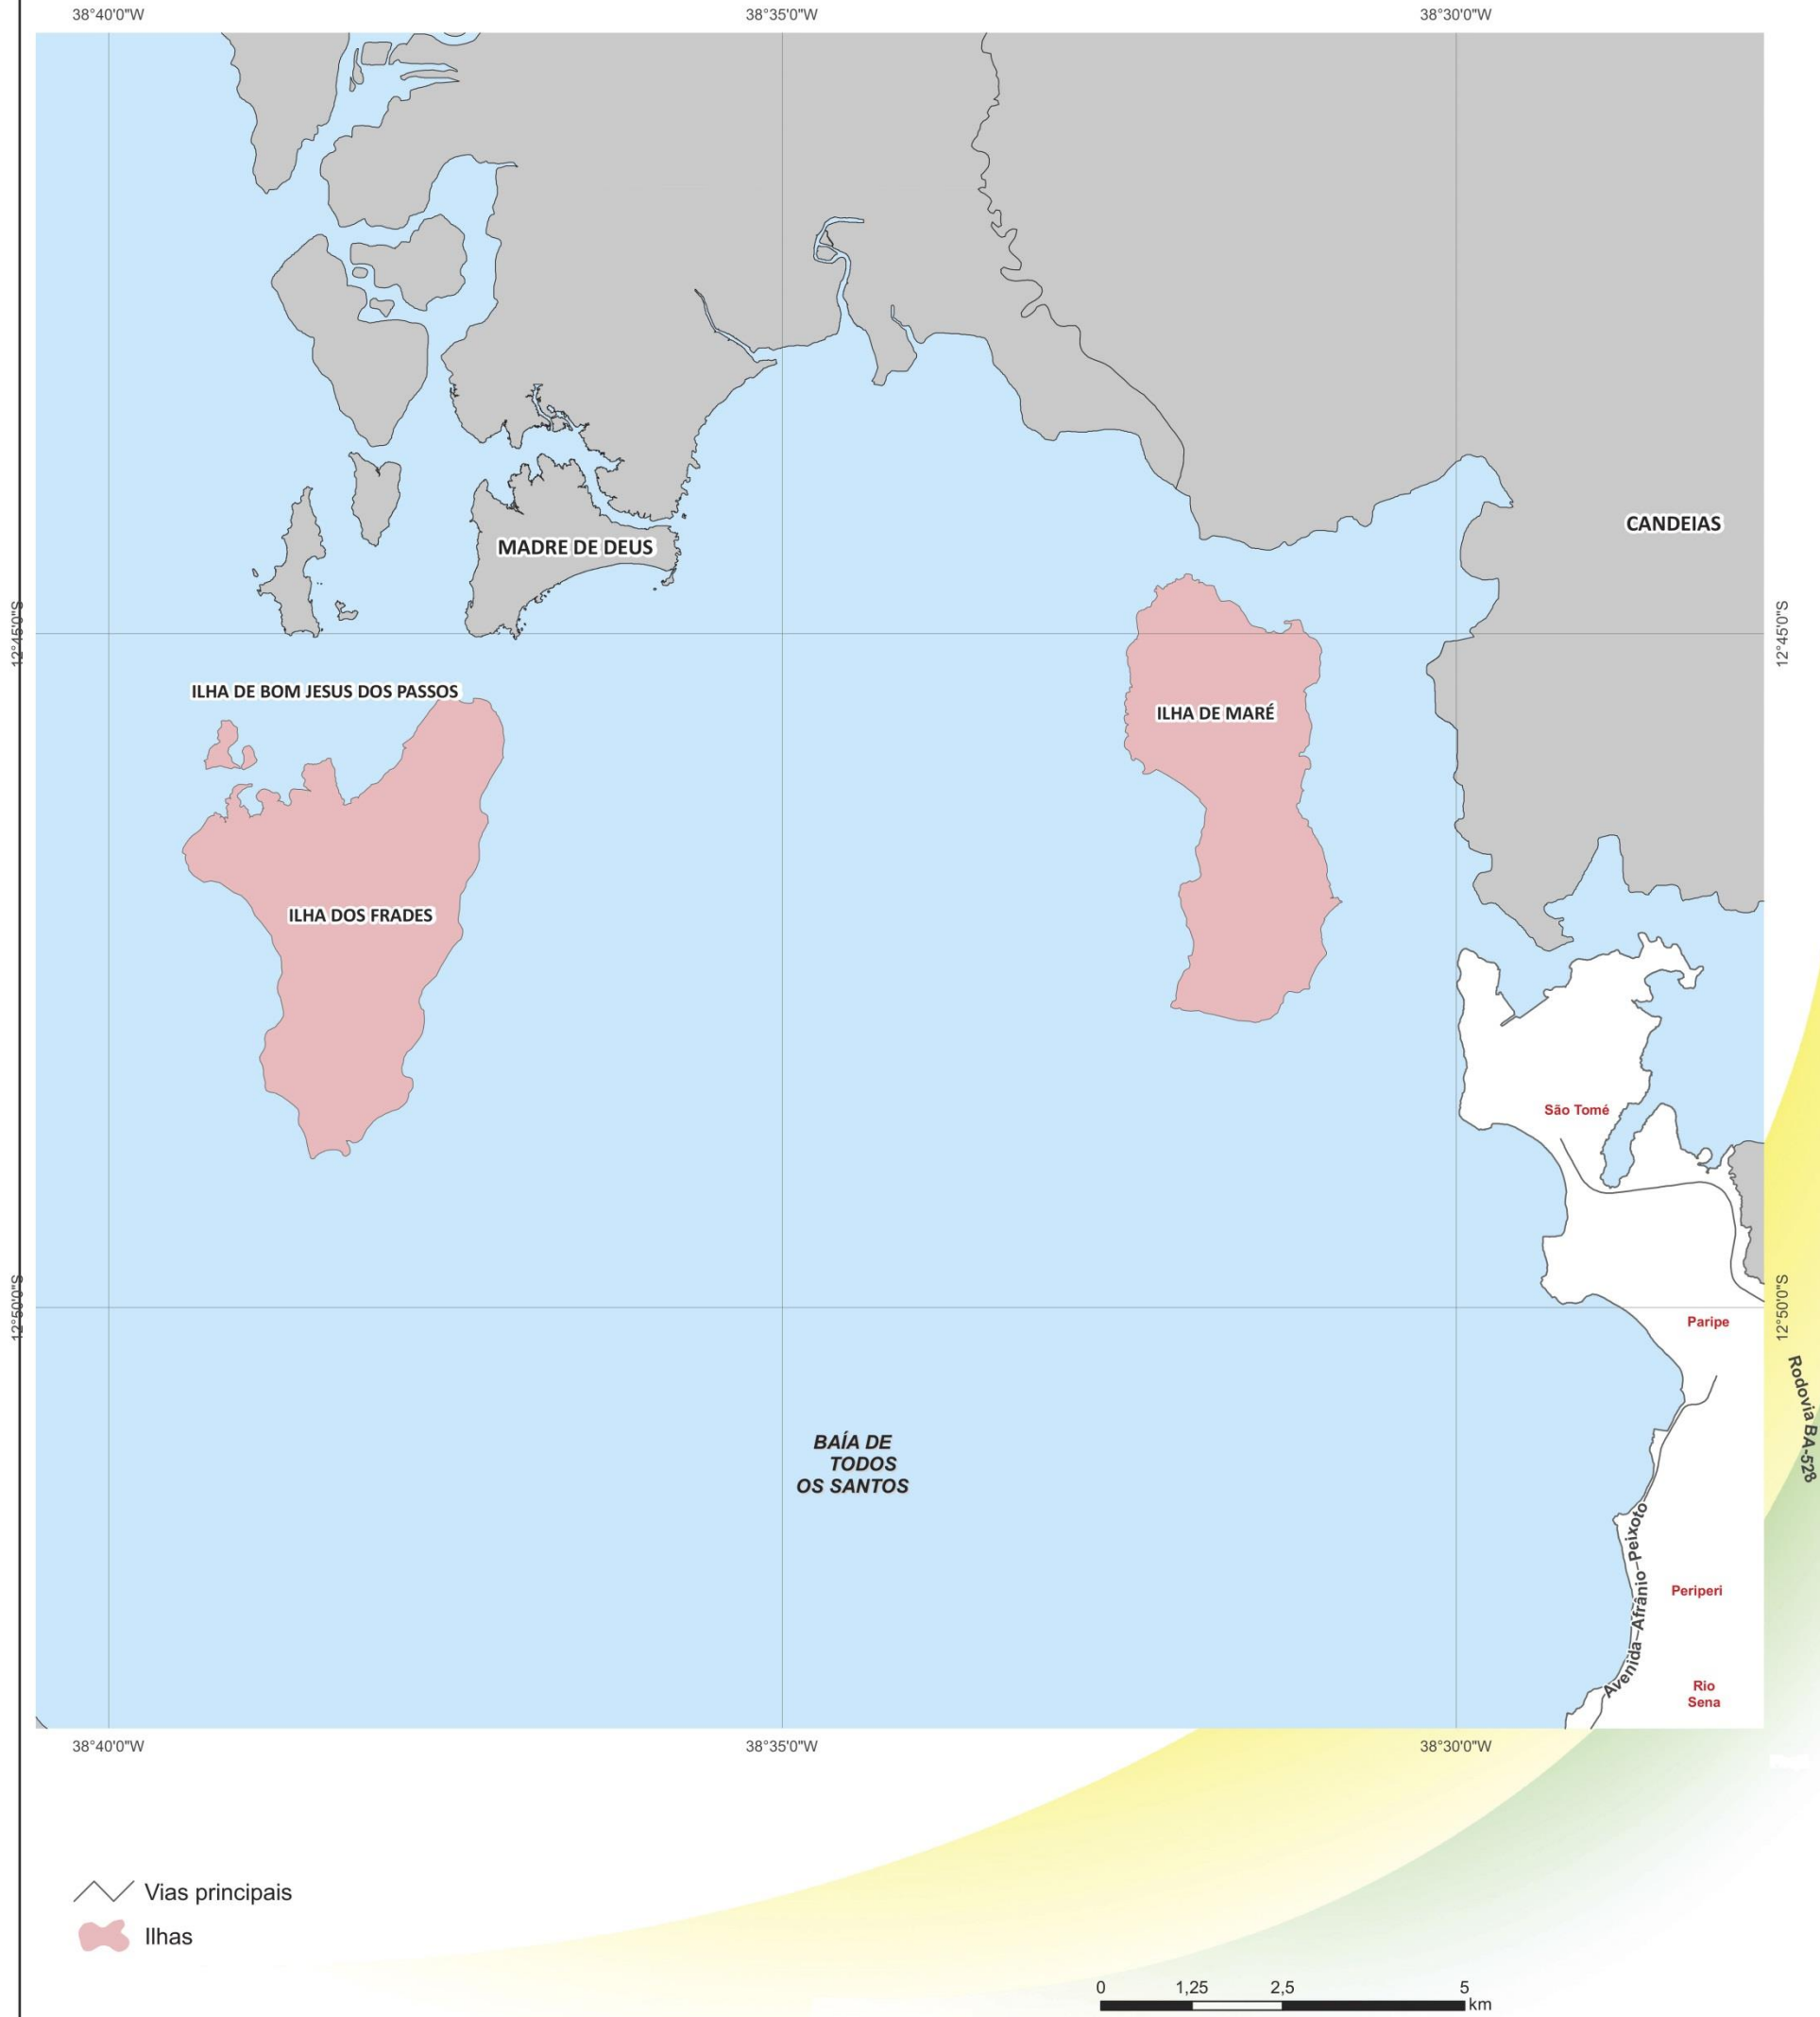 38°40'0"W
38°35'0"W
38°30'0"W
CANDEIAS
MADRE DE DEUS
12°45'0"S
12°45'0"S
ILHA DE BOM JESUS DOS PASSOS
ILHA DE MARÉ
ILHA DOS FRADES
São Tomé
12°50'0"S
12°50'0"S
Paripe
Rodovia BA-528
BAÍA DE
TODOS
OS SANTOS
Avenida Afrânio Peixoto
Periperi
Rio
Sena
38°40'0"W
38°35'0"W
38°30'0"W
Vias principais
Ilhas
0 1,25 2,5 5
km